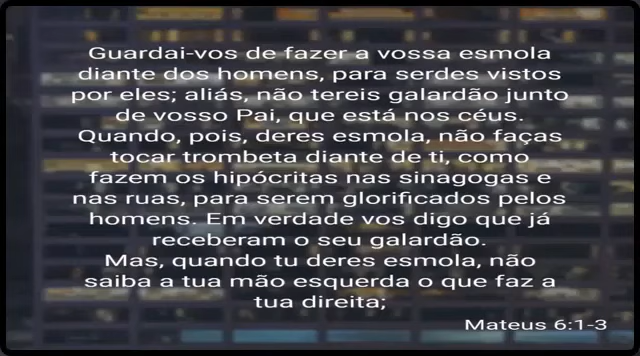 Guardai-vos de fazer a vossa esmola
diante dos homens, para serdes vistos
por eles; aliás, não tereis galardão junto
de vosso Pai, que está nos céus.
Quando, pois, deres esmola, não faças
tocar trombeta diante de ti, como
fazem os hipócritas nas sinagogas e
nas ruas, para serem glorificados pelos
homens. Em verdade vos digo que já
receberam o seu galardão.
Mas, quando tu deres esmola, não
saiba a tua mão esquerda o que faz a
tua direita;
Mateus 6:1-3